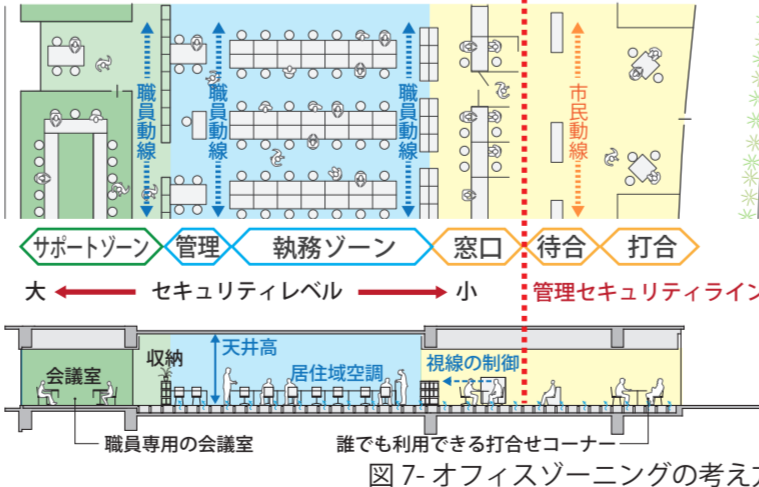 職員動線
職員動線
職員動線
市民動線
サポートゾーン
管理
執務ゾーン
窓口
待合
打合
大
セキュリティレベル
小
管理セキュリティライン
会議室
収納
天井高
居住域空調
視線の制御
職員専用の会議室
誰でも利用できる打合せコーナー
図 7- オフィスゾーニングの考え方